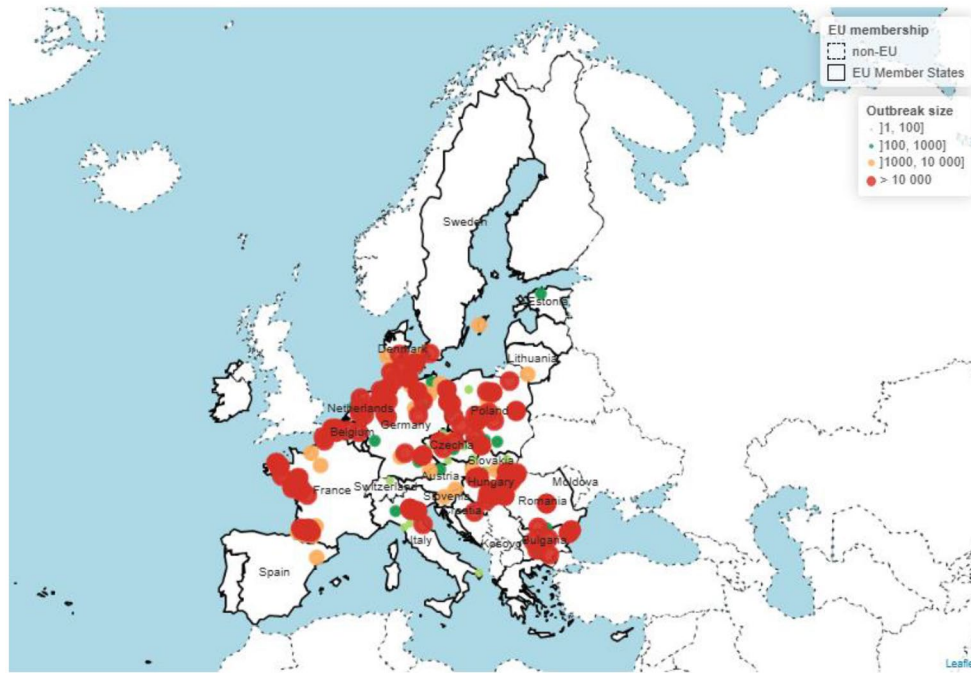 EU membership
non-EU
EU Member States
Outbreak size
]1, 100]
]100, 1000]
]1000, 10 000]
> 10 000
Sweden
Estonia
Denmark
Lithuania
Netherlands
Poland
Belgium
Germany
Czechia
Slovakia
Austria
Moldova
Switzerland
Hungary
France
Slovenia
Romania
Croatia
Italy
Kosovo
Bulgaria
Spain
Leafle